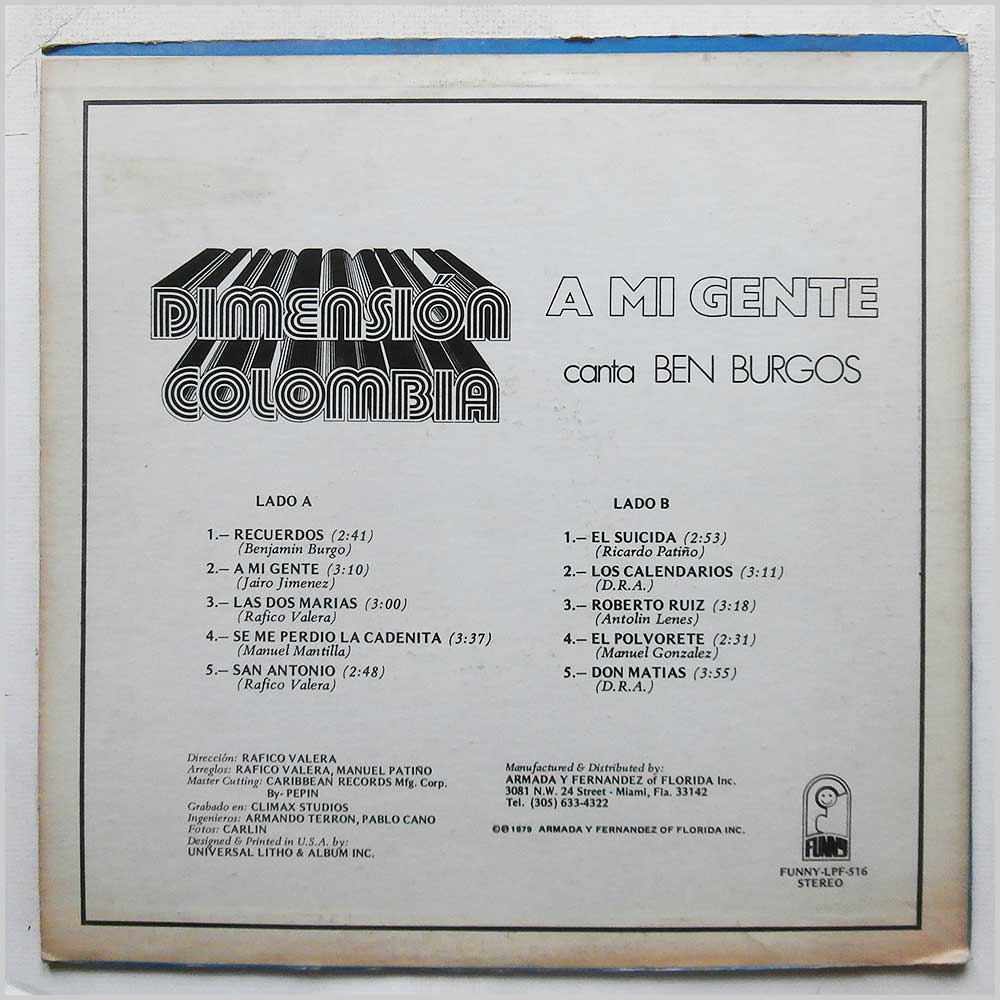 DIMENSIÓN
COLOMBIA
A MI GENTE
canta BEN BURGOS
LADO A
1.– RECUERDOS (2:41)
(Benjamin Burgo)
2.– A MI GENTE (3:10)
(Jairo Jimenez)
3.– LAS DOS MARIAS (3:00)
(Rafico Valera)
4.– SE ME PERDIO LA CADENITA (3:37)
(Manuel Mantilla)
5.– SAN ANTONIO (2:48)
(Rafico Valera)
LADO B
1.– EL SUICIDA (2:53)
(Ricardo Patiño)
2.– LOS CALENDARIOS (3:11)
(D.R.A.)
3.– ROBERTO RUIZ (3:18)
(Antolin Lenes)
4.– EL POLVORETE (2:31)
(Manuel Gonzalez)
5.– DON MATIAS (3:55)
(D.R.A.)
Dirección: RAFICO VALERA
Arreglos: RAFICO VALERA, MANUEL PATIÑO
Master Cutting: CARIBBEAN RECORDS Mfg. Corp.
By- PEPIN
Grabado en: CLIMAX STUDIOS
Ingenieros: ARMANDO TERRON, PABLO CANO
Fotos: CARLIN
Designed & Printed in U.S.A. by:
UNIVERSAL LITHO & ALBUM INC.
Manufactured & Distributed by:
ARMADA Y FERNANDEZ of FLORIDA Inc.
3081 N.W. 24 Street - Miami, Fla. 33142
Tel. (305) 633-4322
©℗ 1979 ARMADA Y FERNANDEZ OF FLORIDA INC.
FUNNY
FUNNY-LPF-516
STEREO